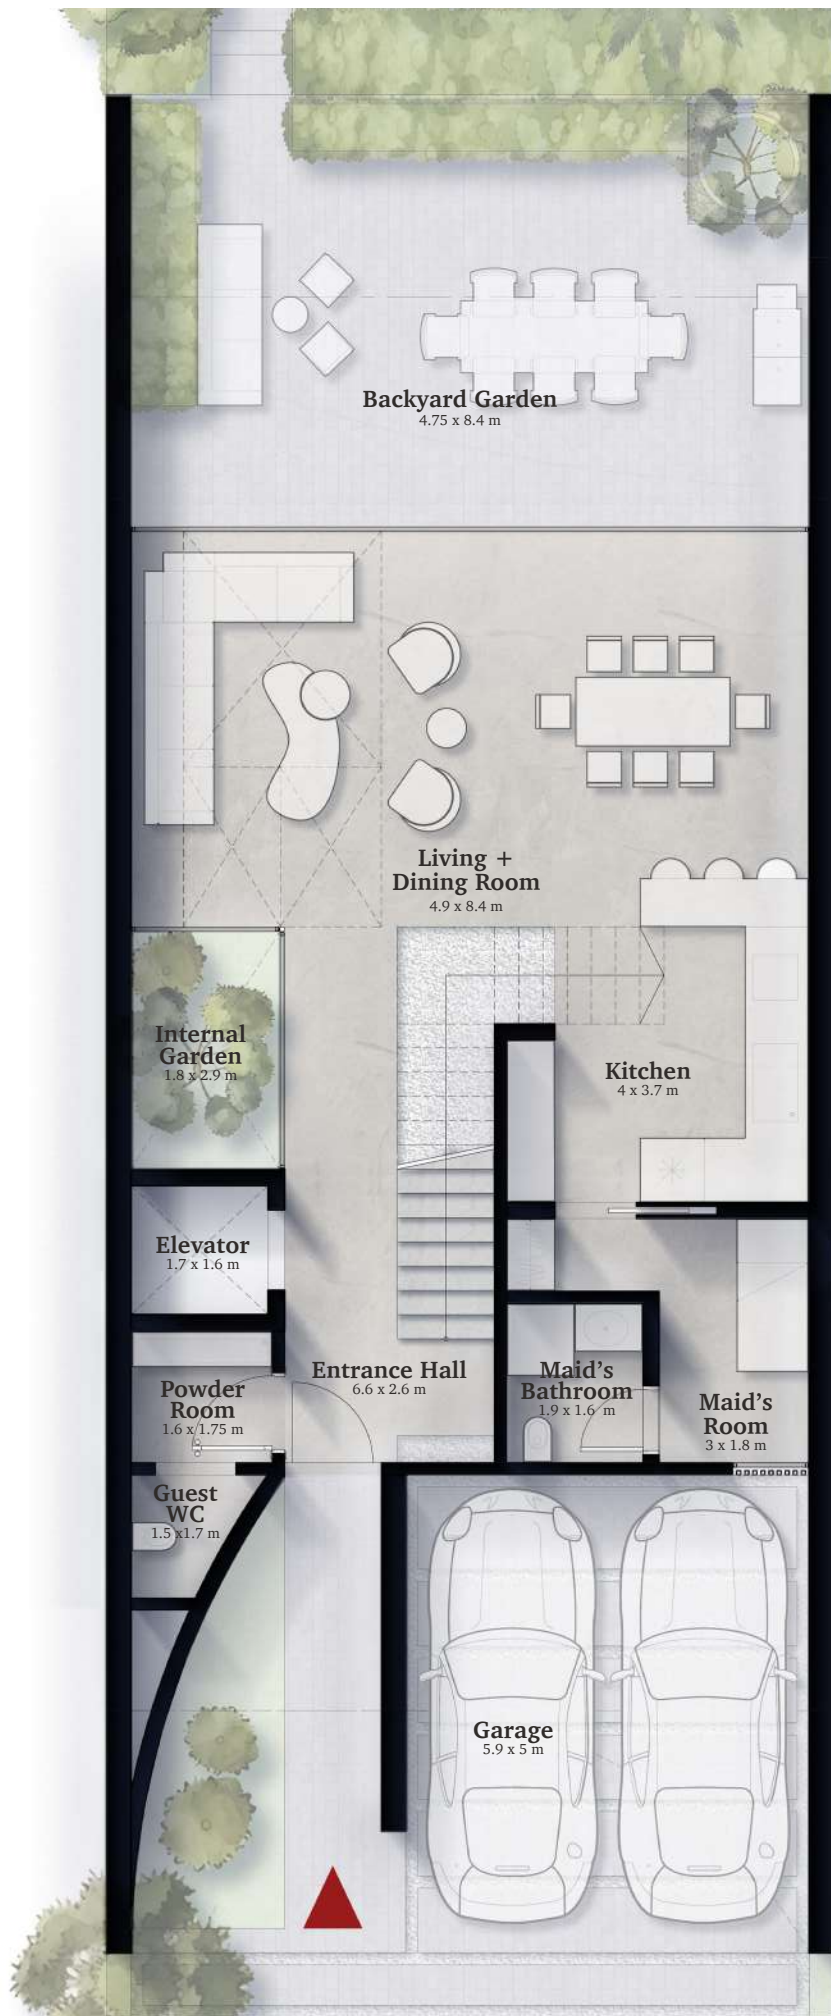 Backyard Garden
4.75 x 8.4 m
Living +
Dining Room
4.9 x 8.4 m
Internal
Garden
1.8 x 2.9 m
Kitchen
4 x 3.7 m
Elevator
1.7 x 1.6 m
Entrance Hall
6.6 x 2.6 m
Powder
Room
1.6 x 1.75 m
Maid's
Bathroom
1.9 x 1.6 m
Maid's
Room
3 x 1.8 m
Guest
WC
1.5 x1.7 m
Garage
5.9 x 5 m